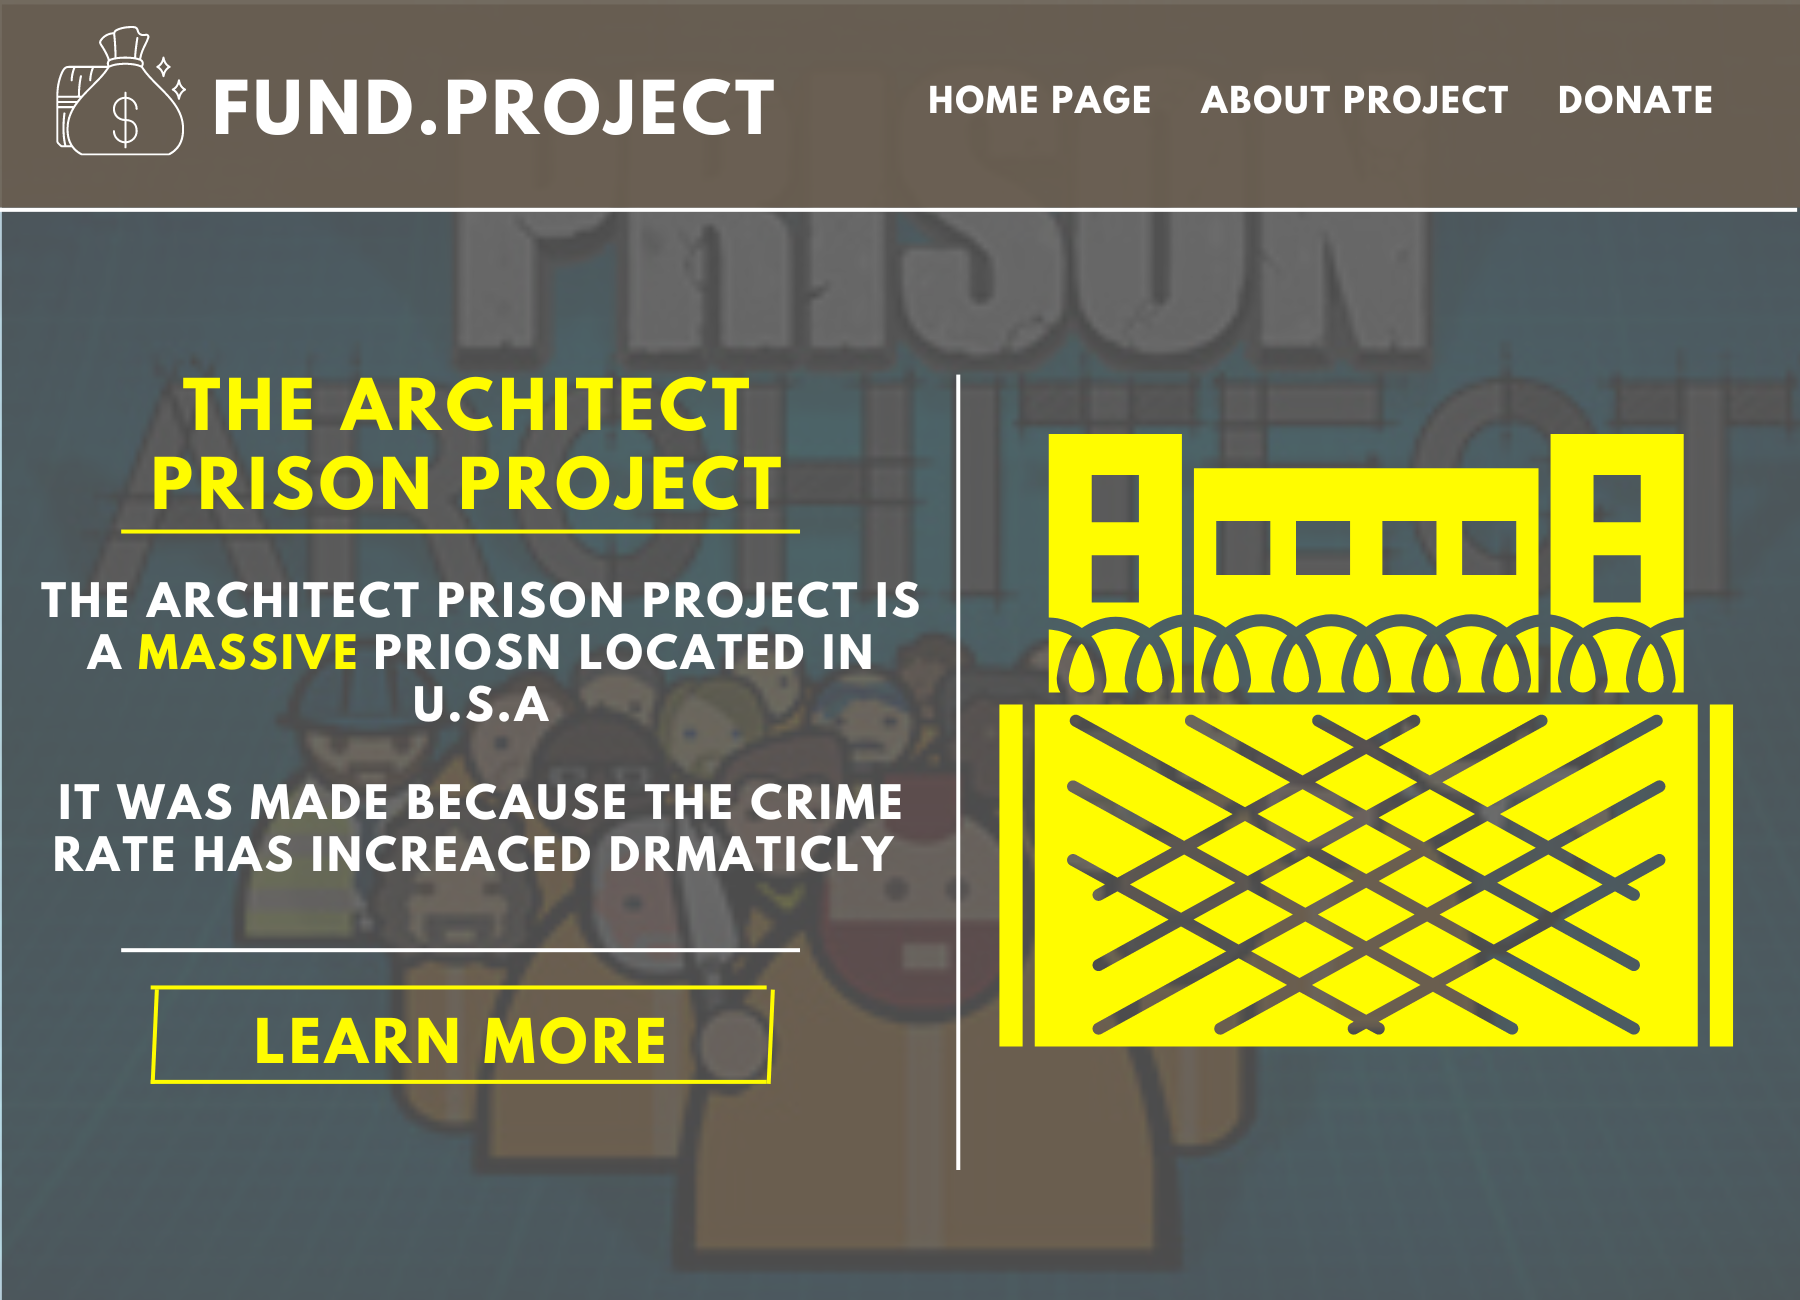 FUND.PROJECT
HOME PAGE ABOUT PROJECT DONATE
PRISON
ARCHITECT
THE ARCHITECT
PRISON PROJECT
THE ARCHITECT PRISON PROJECT IS
A MASSIVE PRIOSN LOCATED IN
U.S.A
IT WAS MADE BECAUSE THE CRIME
RATE HAS INCREACED DRMATICLY
LEARN MORE